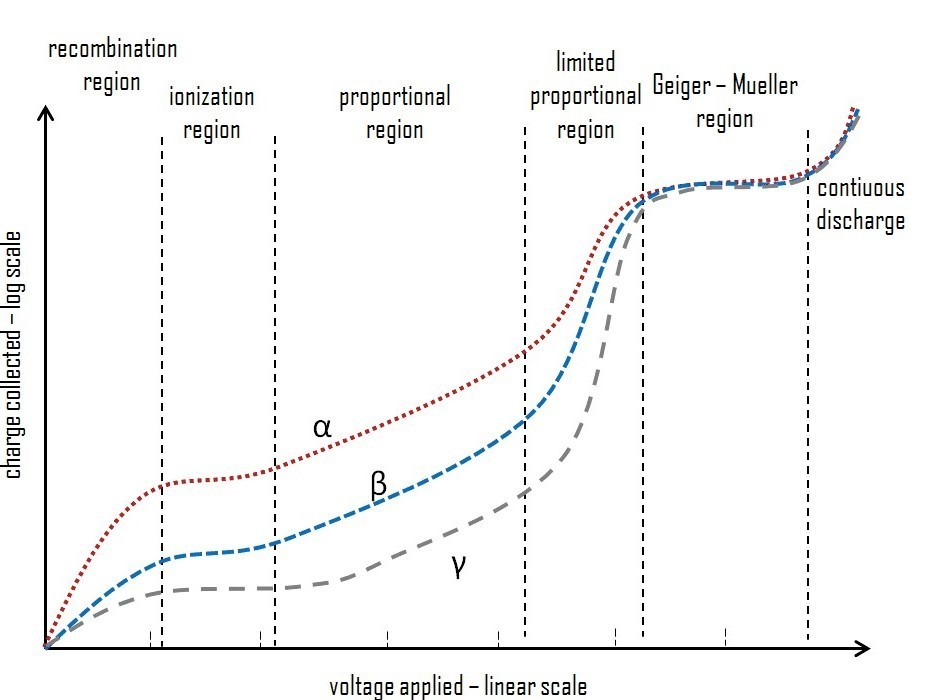 recombination
region
ionization
region
proportional
region
limited
proportional
region
Geiger – Mueller
region
contiuous
discharge
charge collected – log scale
α
β
γ
voltage applied – linear scale